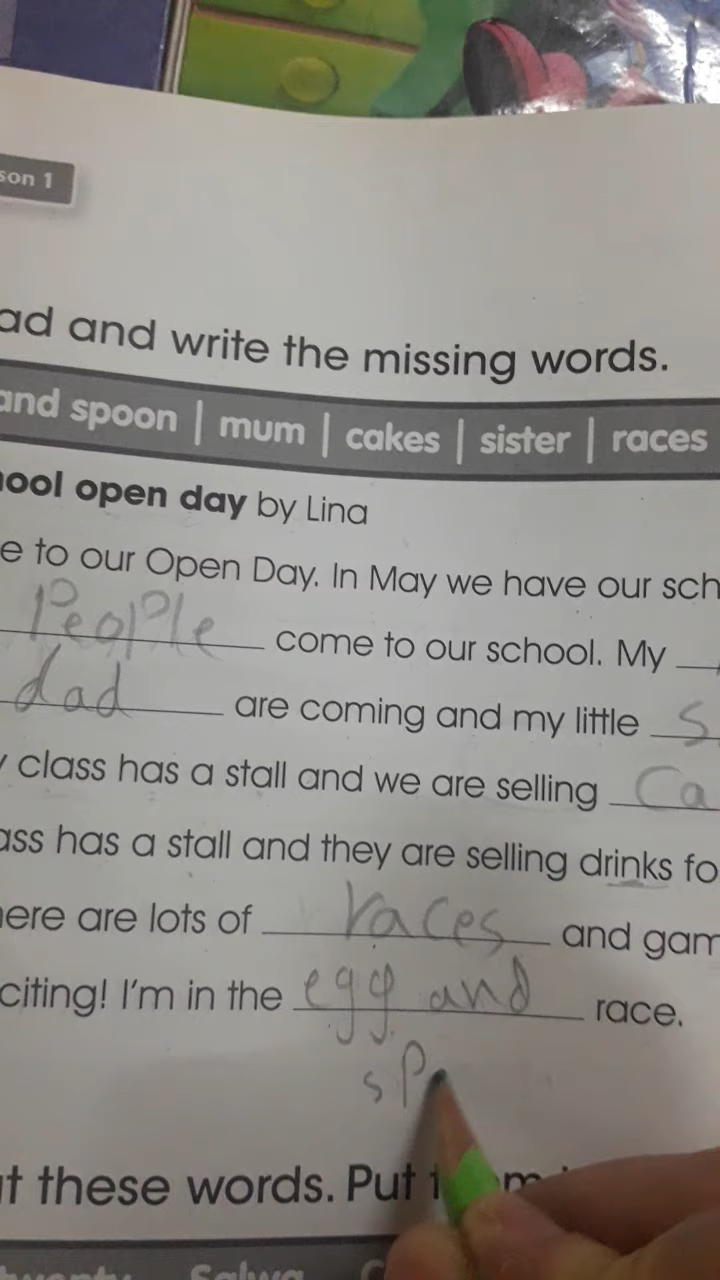 son 1
ad and write the missing words.
and spoon | mum | cakes | sister | races
ool open day by Lina
e to our Open Day. In May we have our sch
People come to our school. My
dad are coming and my little s
class has a stall and we are selling Ca
ass has a stall and they are selling drinks fo
ere are lots of races and gam
citing! I'm in the egg and race.
sp
t these words. Put
Salwa